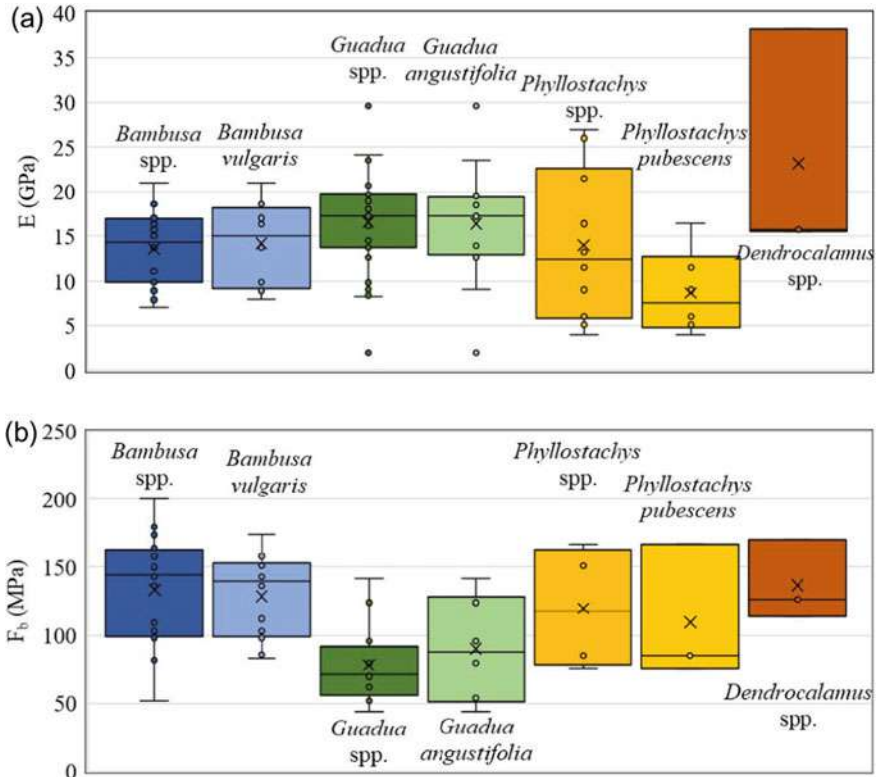 (a)
40
35
30
25
20
15
10
5
0
E (GPa)
Bambusa
spp.
Bambusa
vulgaris
Guadua
spp.
Guadua
angustifolia
Phyllostachys
spp.
Phyllostachys
pubescens
Dendrocalamus
spp.
(b)
250
200
150
100
50
0
F_b (MPa)
Bambusa
spp.
Bambusa
vulgaris
Guadua
spp.
Guadua
angustifolia
Phyllostachys
spp.
Phyllostachys
pubescens
Dendrocalamus
spp.